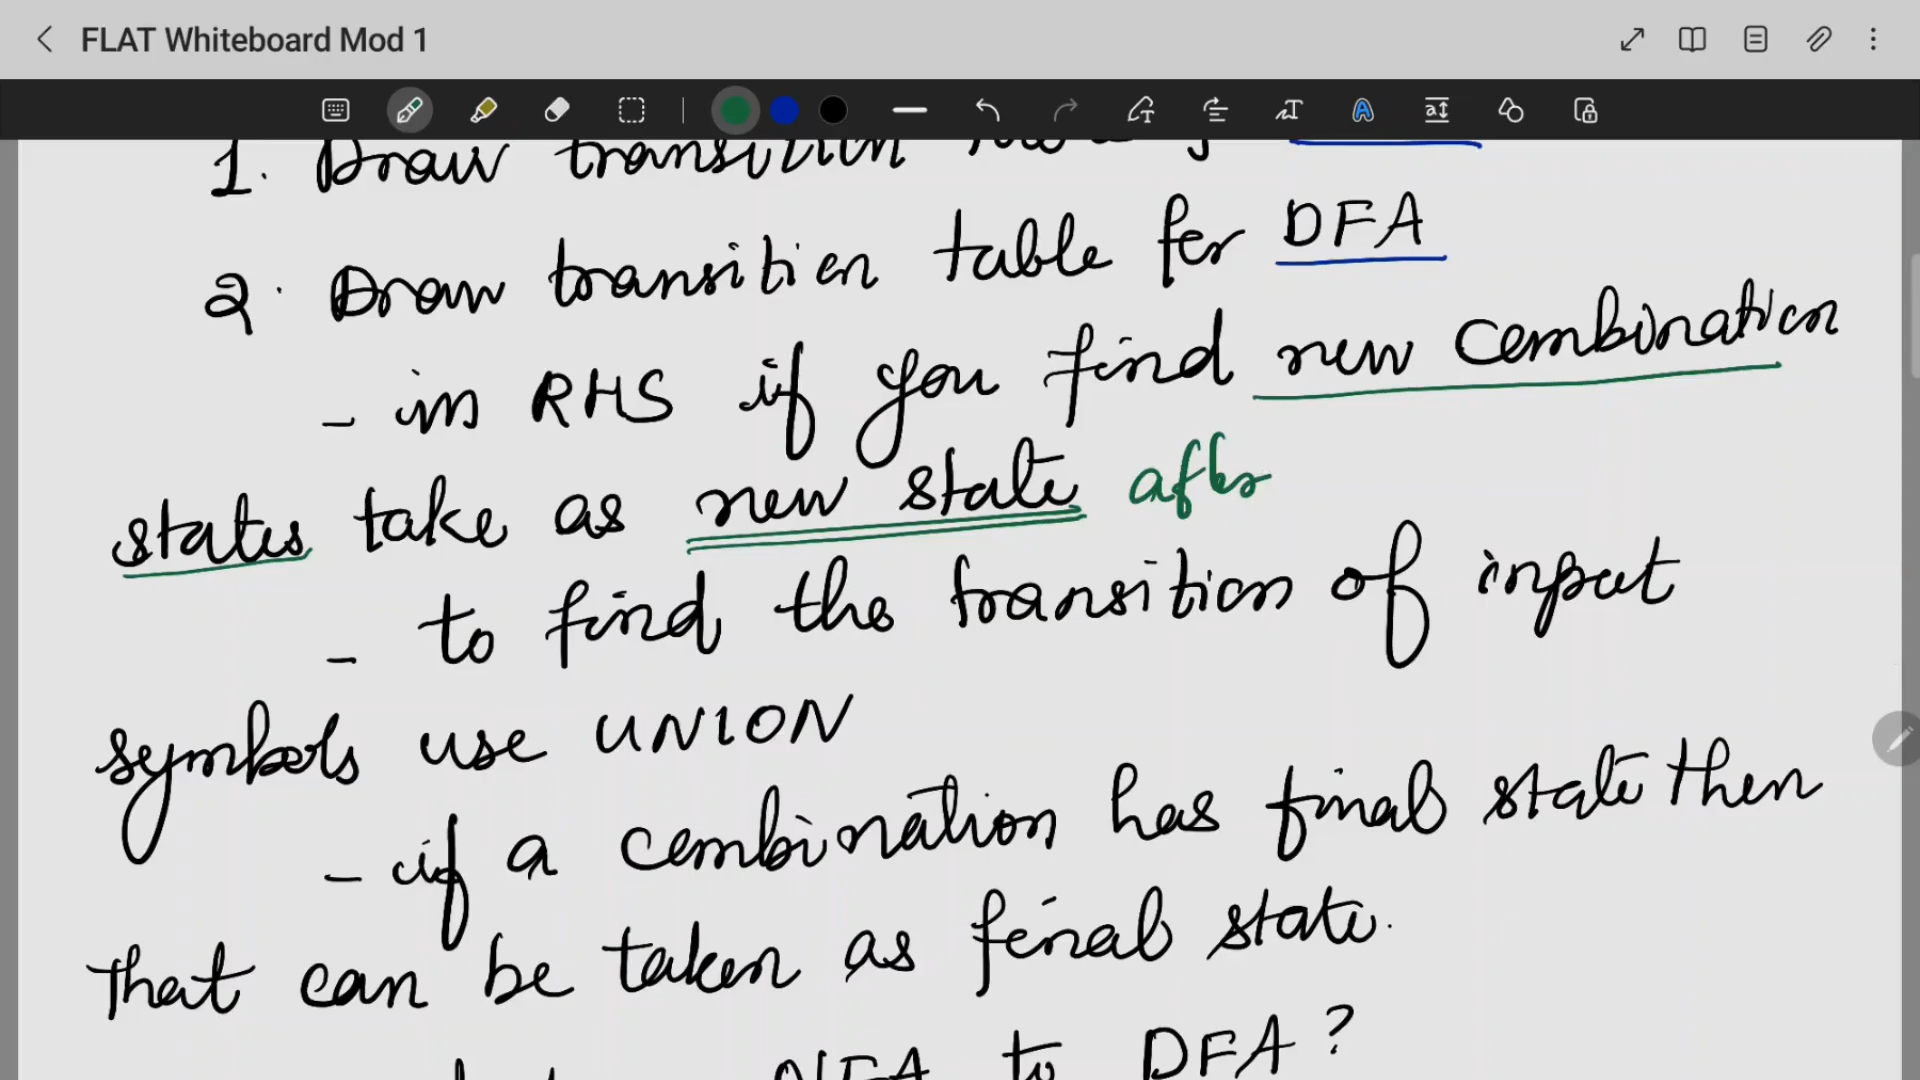 FLAT Whiteboard Mod 1
1. Draw transition
2. Draw transition table for DFA
- in RHS if you find new combination
states take as new state after
- to find the transition of input
symbols use UNION
- if a combination has final state then
that can be taken as final state.
NFA to DFA?